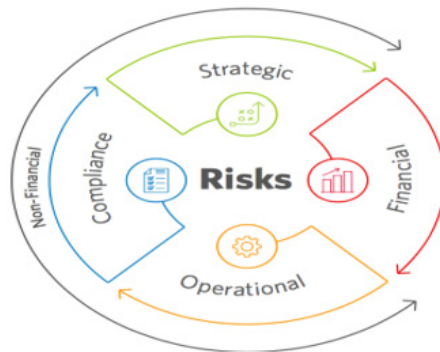 Strategic
Non-Financial
Compliance
Risks
Financial
Operational